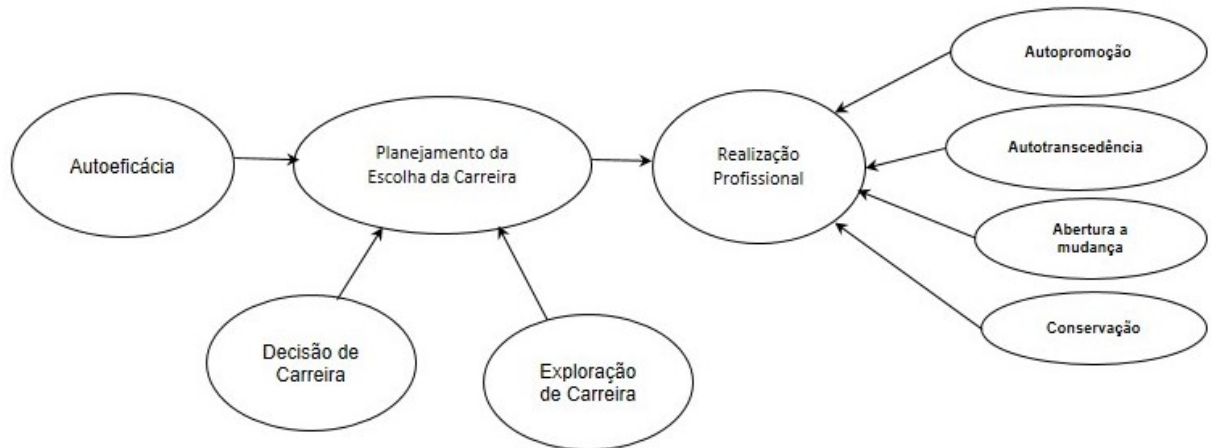 Autoeficácia
Planejamento da
Escolha da Carreira
Realização
Profissional
Autopromoção
Autotranscedência
Abertura a
mudança
Conservação
Decisão de
Carreira
Exploração
de Carreira